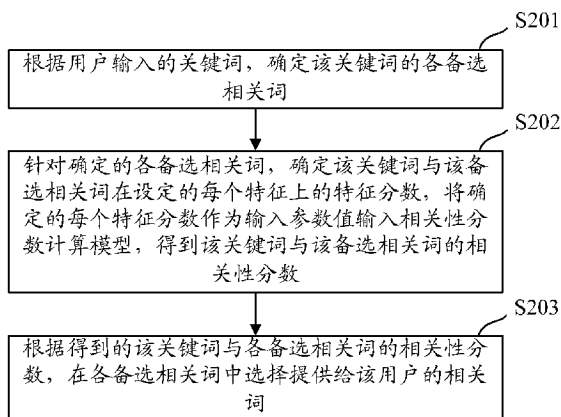 S201
根据用户输入的关键词，确定该关键词的各备选
相关词
S202
针对确定的各备选相关词，确定该关键词与该备
选相关词在设定的每个特征上的特征分数，将确
定的每个特征分数作为输入参数值输入相关性分
数计算模型，得到该关键词与该备选相关词的相
关性分数
S203
根据得到的该关键词与各备选相关词的相关性分
数，在各备选相关词中选择提供给该用户的相关
词